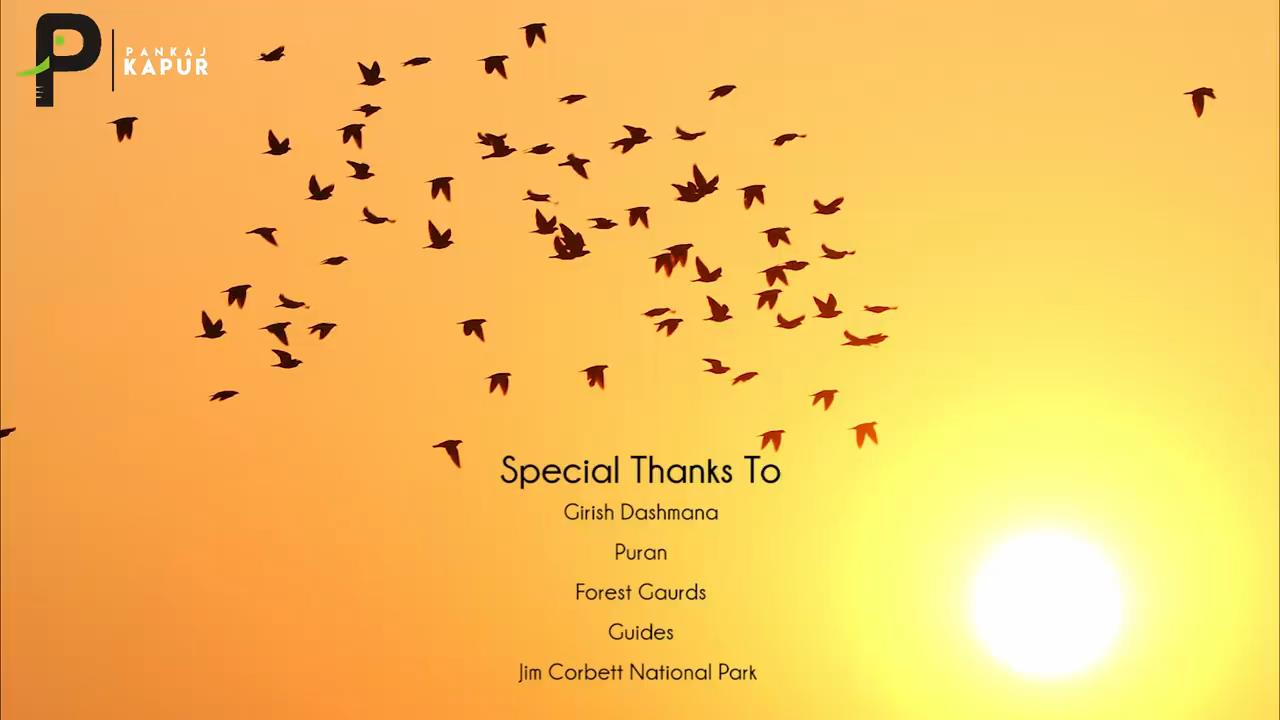 PANKAJ
KAPUR
Special Thanks To
Girish Dashmana
Puran
Forest Gaurds
Guides
Jim Corbett National Park